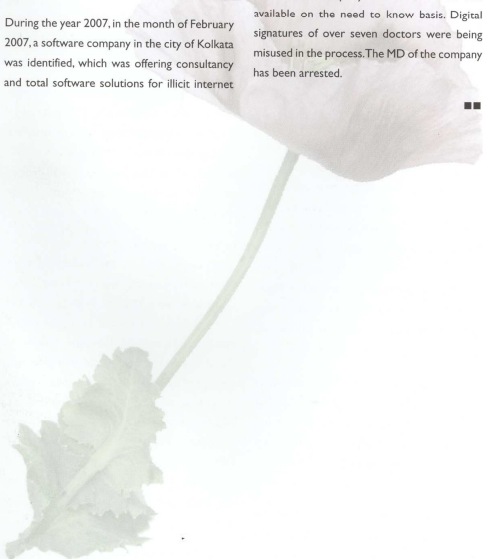 During the year 2007, in the month of February
2007, a software company in the city of Kolkata
was identified, which was offering consultancy
and total software solutions for illicit internet
available on the need to know basis. Digital
signatures of over seven doctors were being
misused in the process. The MD of the company
has been arrested.